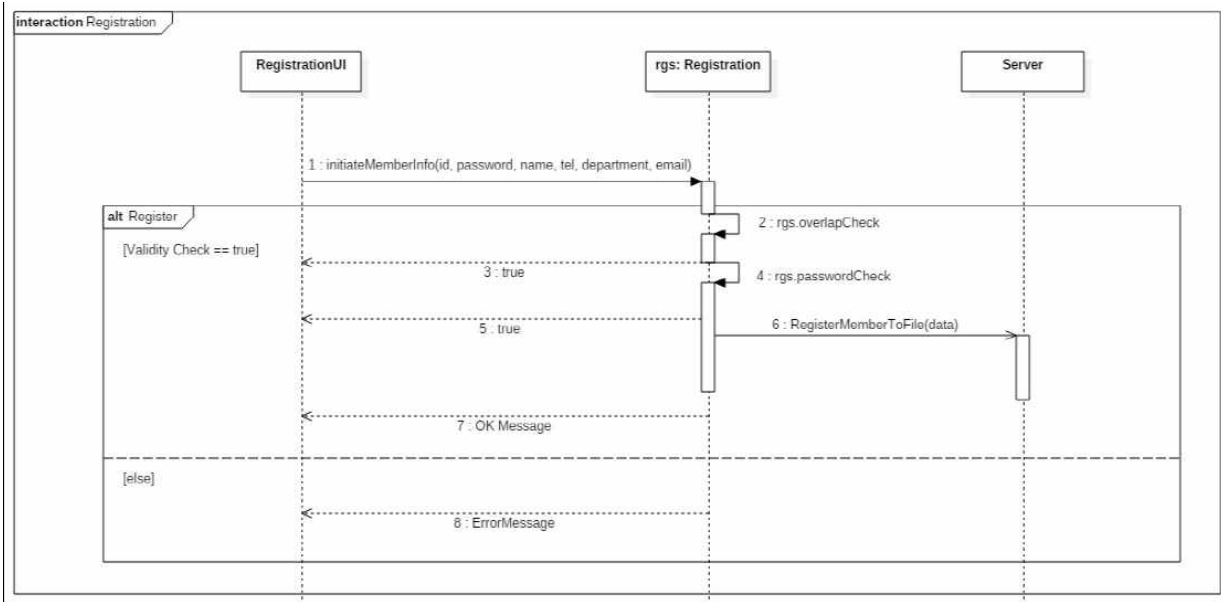 interaction Registration
RegistrationUI
rgs: Registration
Server
1 : initiateMemberInfo(id, password, name, tel, department, email)
alt Register
2 : rgs.overlapCheck
[Validity Check == true]
3 : true
4 : rgs.passwordCheck
5 : true
6 : RegisterMemberToFile(data)
7 : OK Message
[else]
8 : ErrorMessage